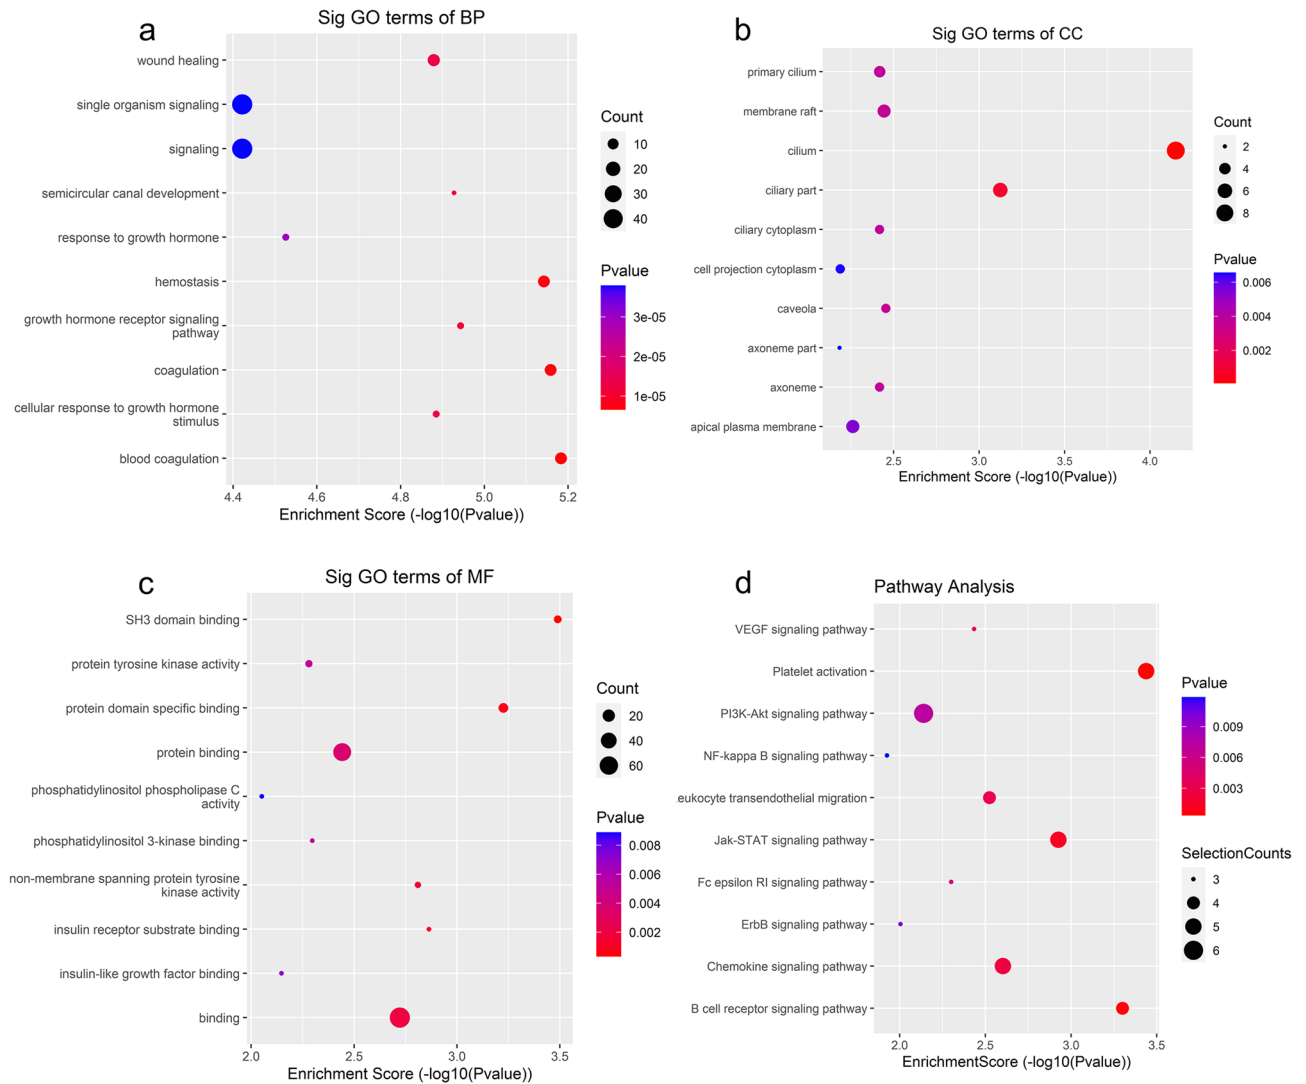 a
Sig GO terms of BP
wound healing
single organism signaling
signaling
semicircular canal development
response to growth hormone
hemostasis
growth hormone receptor signaling
pathway
coagulation
cellular response to growth hormone
stimulus
blood coagulation
4.4 4.6 4.8 5.0 5.2
Enrichment Score (-log10(Pvalue))
Count
10
20
30
40
Pvalue
3e-05
2e-05
1e-05
b
Sig GO terms of CC
primary cilium
membrane raft
cilium
ciliary part
ciliary cytoplasm
cell projection cytoplasm
caveola
axoneme part
axoneme
apical plasma membrane
2.5 3.0 3.5 4.0
Enrichment Score (-log10(Pvalue))
Count
2
4
6
8
Pvalue
0.006
0.004
0.002
c
Sig GO terms of MF
SH3 domain binding
protein tyrosine kinase activity
protein domain specific binding
protein binding
phosphatidylinositol phospholipase C
activity
phosphatidylinositol 3-kinase binding
non-membrane spanning protein tyrosine
kinase activity
insulin receptor substrate binding
insulin-like growth factor binding
binding
2.0 2.5 3.0 3.5
Enrichment Score (-log10(Pvalue))
Count
20
40
60
Pvalue
0.008
0.006
0.004
0.002
d
Pathway Analysis
VEGF signaling pathway
Platelet activation
PI3K-Akt signaling pathway
NF-kappa B signaling pathway
eukocyte transendothelial migration
Jak-STAT signaling pathway
Fc epsilon RI signaling pathway
ErbB signaling pathway
Chemokine signaling pathway
B cell receptor signaling pathway
2.0 2.5 3.0 3.5
EnrichmentScore (-log10(Pvalue))
Pvalue
0.009
0.006
0.003
SelectionCounts
3
4
5
6